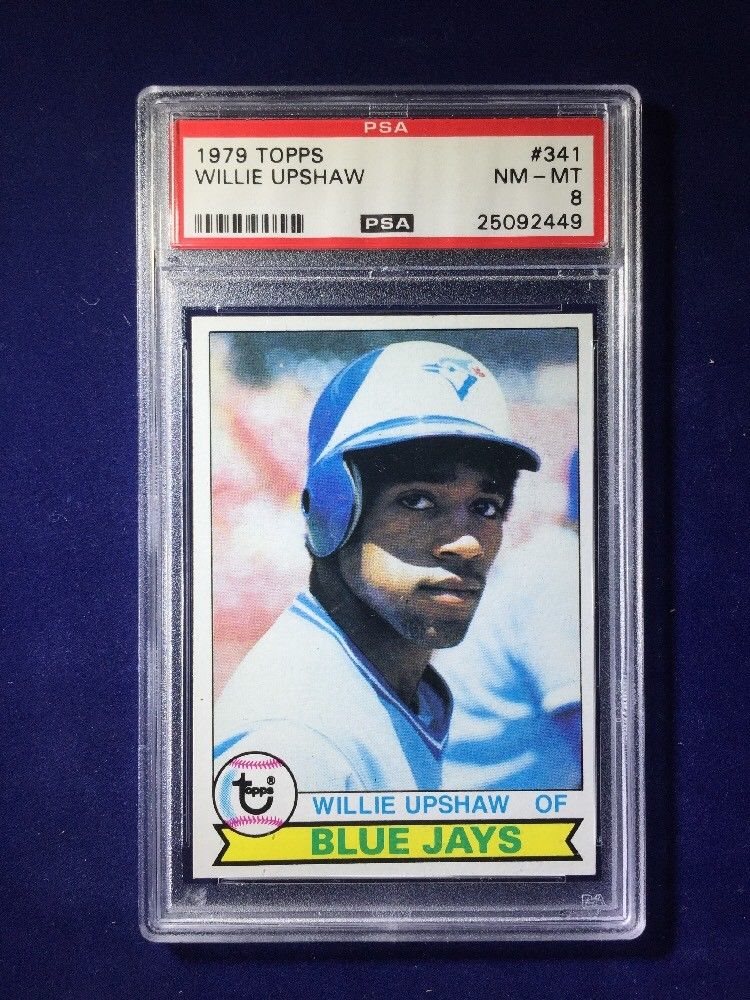 PSA
1979 TOPPS #341
WILLIE UPSHAW NM - MT
8
PSA 25092449
Topps®
WILLIE UPSHAW OF
BLUE JAYS